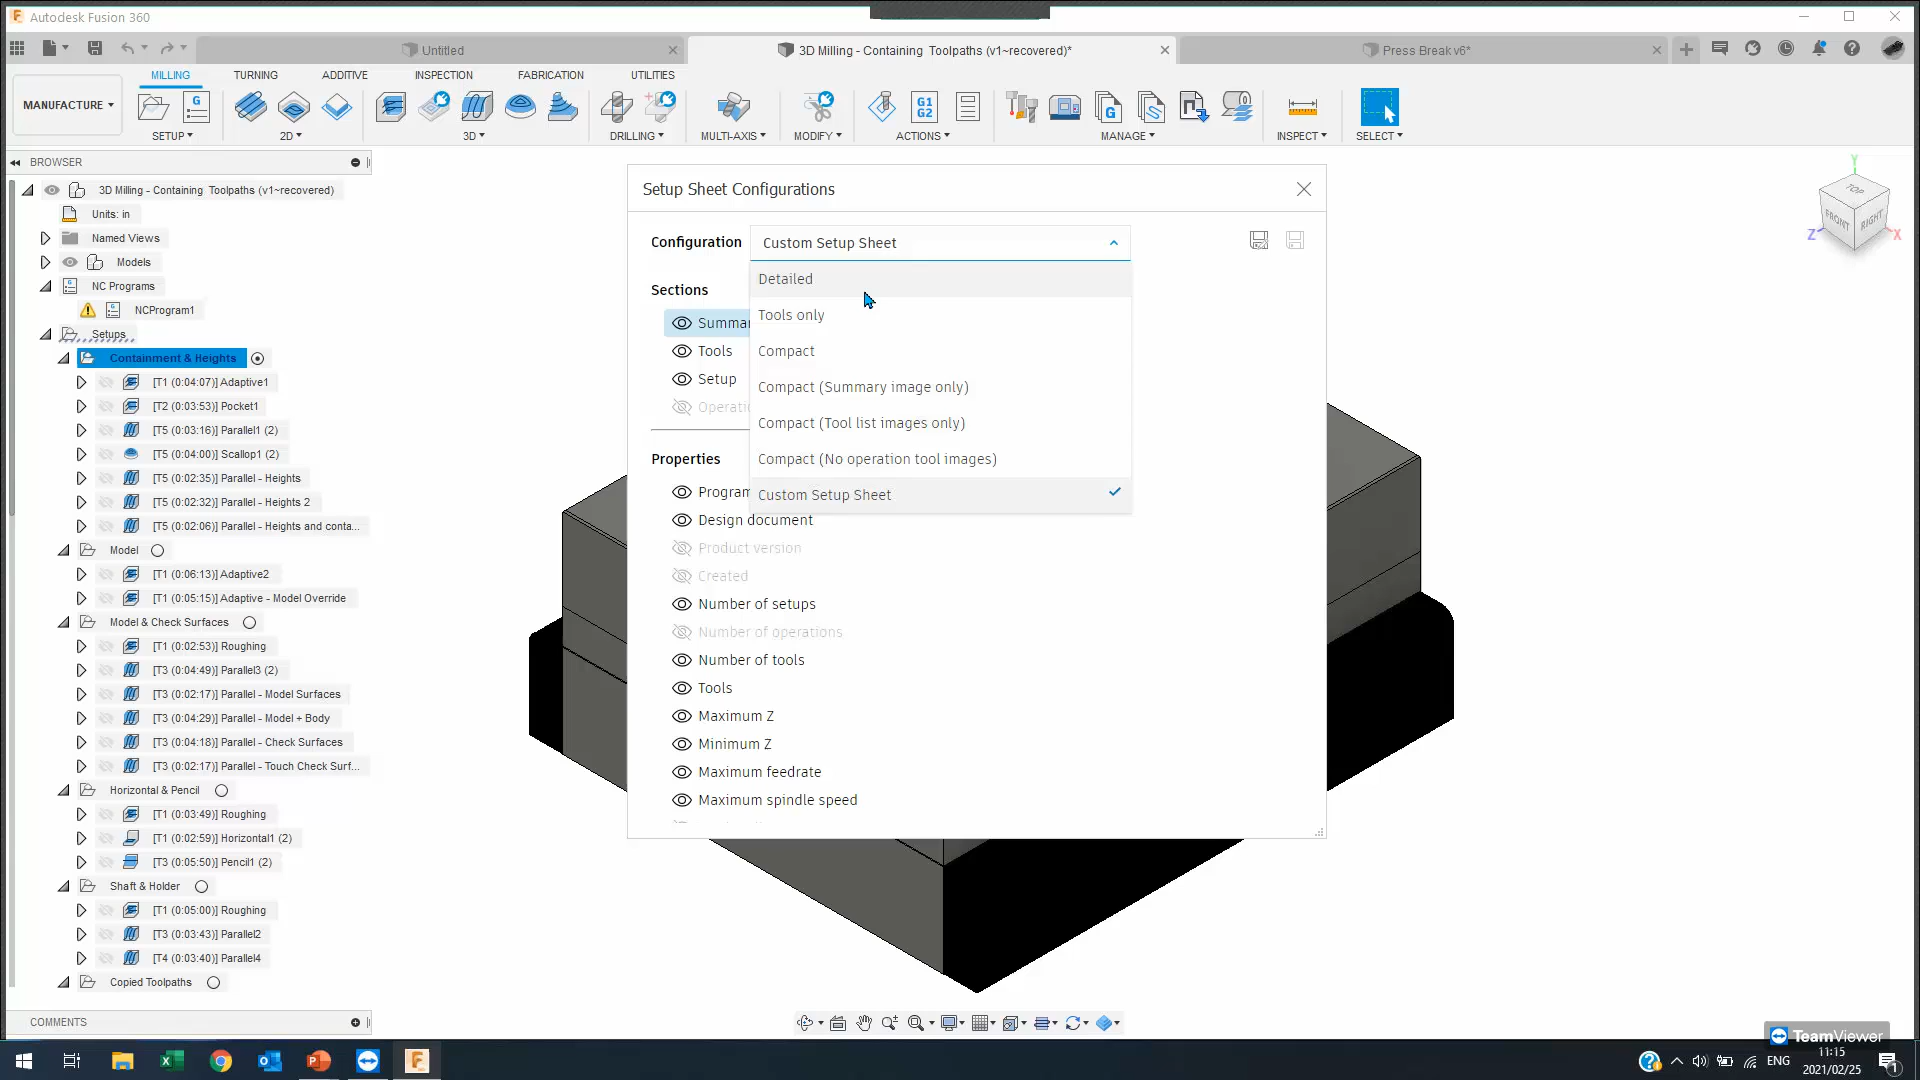 Autodesk Fusion 360
Untitled
3D Milling - Containing Toolpaths (v1~recovered)*
Press Break v6*
MILLING
TURNING
ADDITIVE
INSPECTION
FABRICATION
UTILITIES
MANUFACTURE
G1
G2
SETUP
2D
3D
DRILLING
MULTI-AXIS
MODIFY
ACTIONS
MANAGE
INSPECT
SELECT
BROWSER
3D Milling - Containing Toolpaths (v1~recovered)
Units: in
Named Views
Models
NC Programs
NCProgram1
Setups
Containment & Heights
[T1 (0:04:07)] Adaptive1
[T2 (0:03:53)] Pocket1
[T5 (0:03:16)] Parallel1 (2)
[T5 (0:04:00)] Scallop1 (2)
[T5 (0:02:35)] Parallel - Heights
[T5 (0:02:32)] Parallel - Heights 2
[T5 (0:02:06)] Parallel - Heights and conta...
Model
[T1 (0:06:13)] Adaptive2
[T1 (0:05:15)] Adaptive - Model Override
Model & Check Surfaces
[T1 (0:02:53)] Roughing
[T3 (0:04:49)] Parallel3 (2)
[T3 (0:02:17)] Parallel - Model Surfaces
[T3 (0:04:29)] Parallel - Model + Body
[T3 (0:04:18)] Parallel - Check Surfaces
[T3 (0:02:17)] Parallel - Touch Check Surf...
Horizontal & Pencil
[T1 (0:03:49)] Roughing
[T1 (0:02:59)] Horizontal1 (2)
[T3 (0:05:50)] Pencil1 (2)
Shaft & Holder
[T1 (0:05:00)] Roughing
[T3 (0:03:43)] Parallel2
[T4 (0:03:40)] Parallel4
Copied Toolpaths
COMMENTS
Setup Sheet Configurations
Configuration
Custom Setup Sheet
Detailed
Tools only
Compact
Compact (Summary image only)
Compact (Tool list images only)
Compact (No operation tool images)
Custom Setup Sheet
Sections
Summar
Tools
Setup
Operati
Properties
Program
Design document
Product version
Created
Number of setups
Number of operations
Number of tools
Tools
Maximum Z
Minimum Z
Maximum feedrate
Maximum spindle speed
TOP
FRONT
RIGHT
Y
Z
X
TeamViewer
ENG
11:15
2021/02/25
1